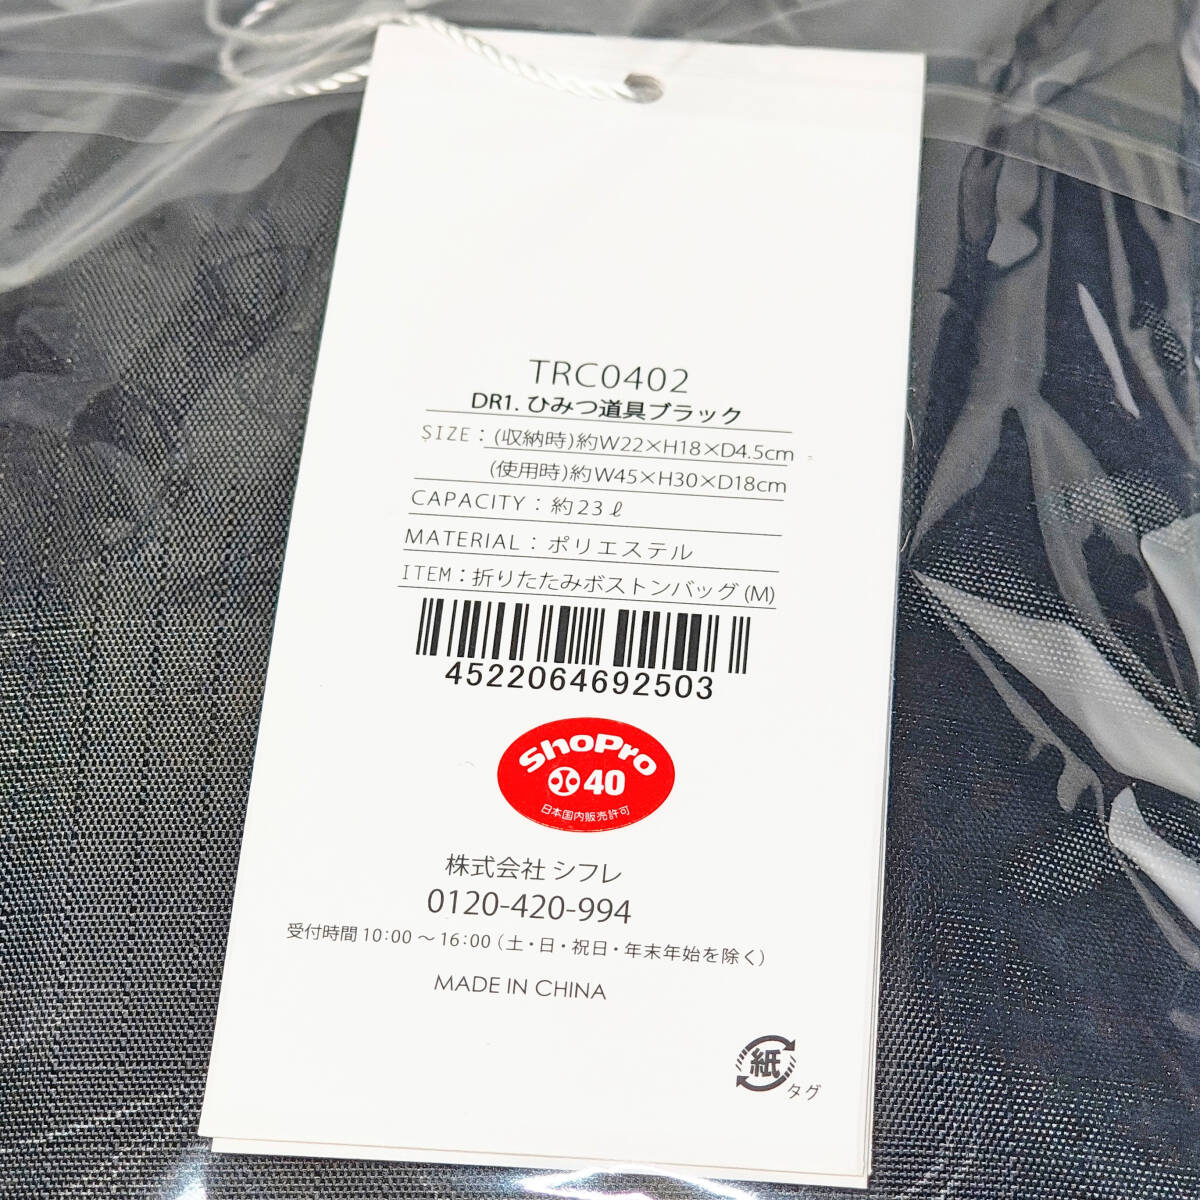 TRC0402
DR1. ひみつ道具ブラック
SIZE：(収納時)約W22×H18×D4.5cm
(使用時)約W45×H30×D18cm
CAPACITY：約23ℓ
MATERIAL：ポリエステル
ITEM：折りたたみボストンバッグ(M)
4522064692503
ShoPro
40
日本国内販売許可
株式会社 シフレ
0120-420-994
受付時間 10:00 ～ 16:00（土・日・祝日・年末年始を除く）
MADE IN CHINA
紙
タグ